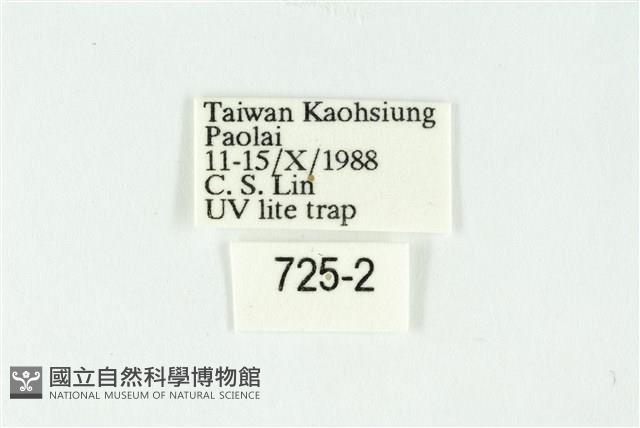 Taiwan Kaohsiung
Paolai
11-15/X/1988
C. S. Lin
UV lite trap
725-2
國立自然科學博物館
NATIONAL MUSEUM OF NATURAL SCIENCE